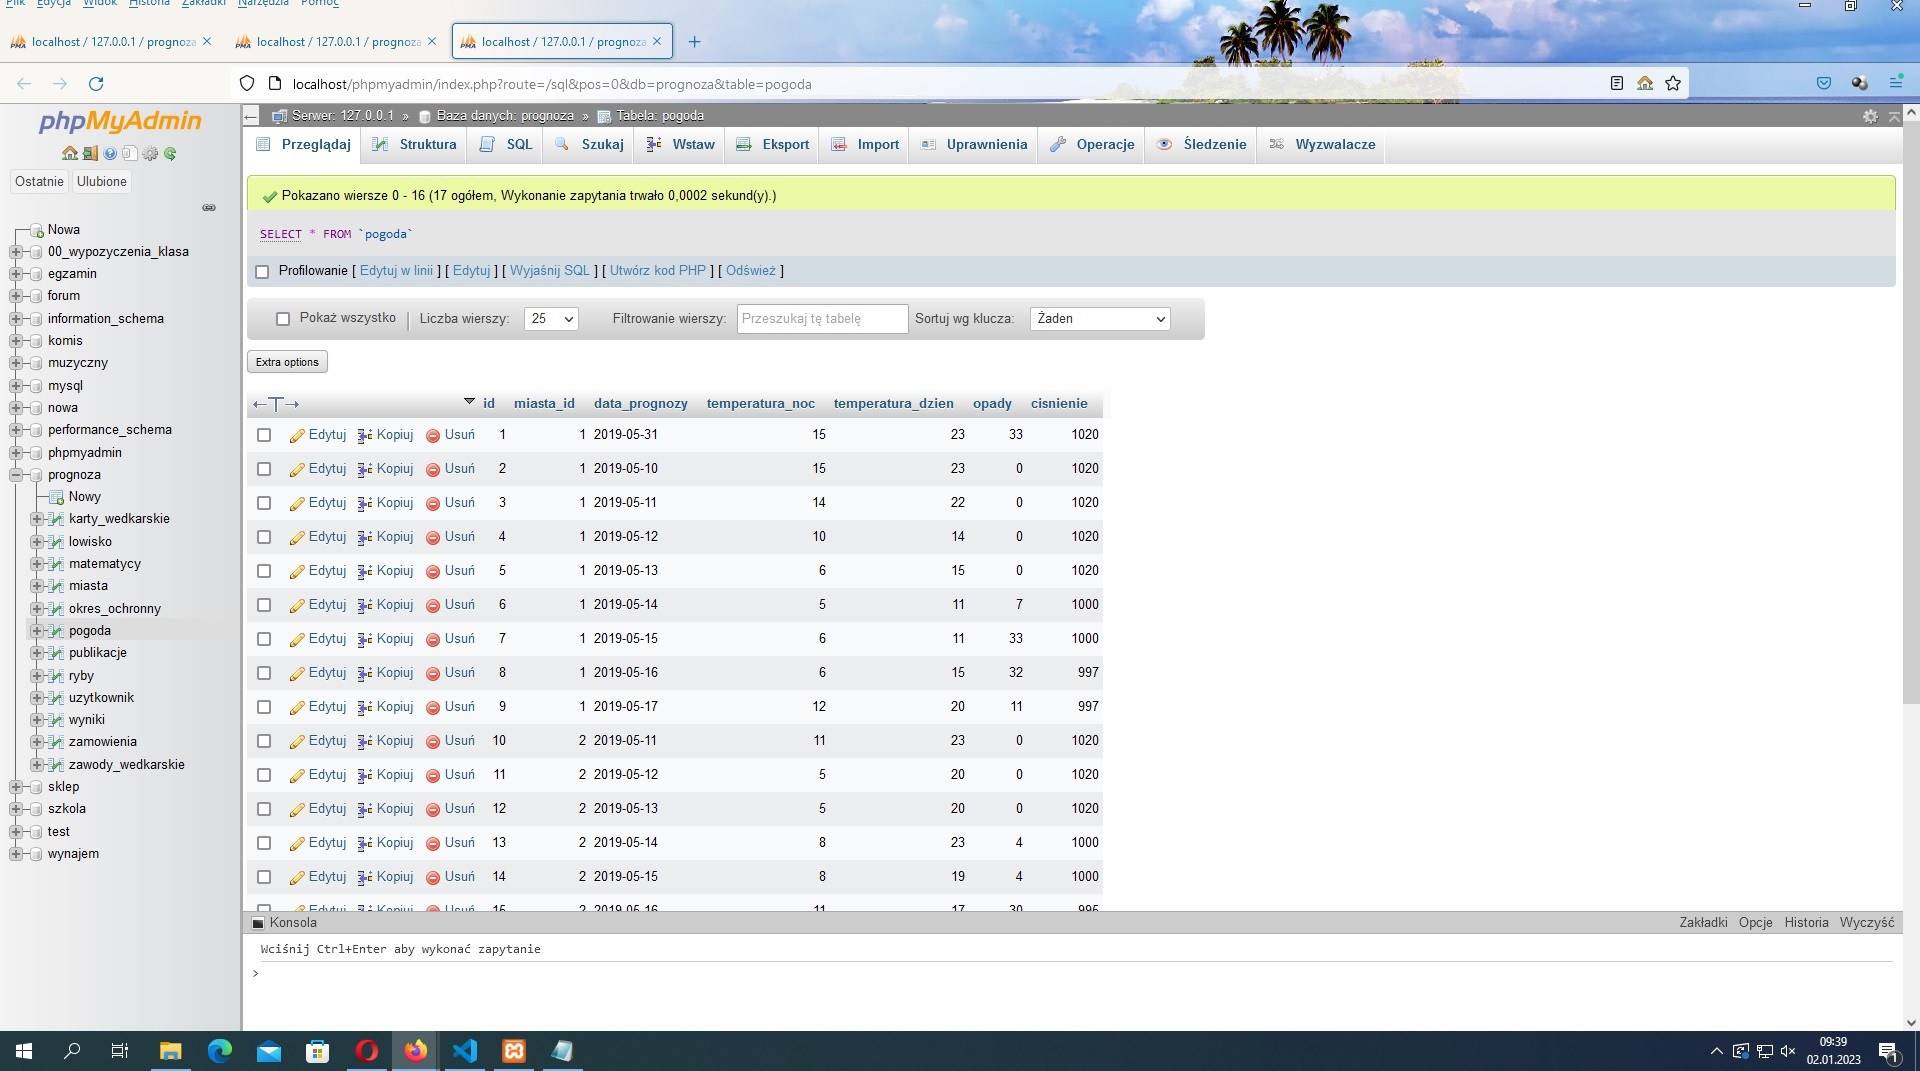 Plik Edycja Widok Historia Zakładki Narzędzia Pomoc
localhost / 127.0.0.1 / prognoza
localhost / 127.0.0.1 / prognoza
localhost / 127.0.0.1 / prognoza
localhost/phpmyadmin/index.php?route=/sql&pos=0&db=prognoza&table=pogoda
phpMyAdmin
Ostatnie Ulubione
Nowa
00_wypozyczenia_klasa
egzamin
forum
information_schema
komis
muzyczny
mysql
nowa
performance_schema
phpmyadmin
prognoza
Nowy
karty_wedkarskie
lowisko
matematycy
miasta
okres_ochronny
pogoda
publikacje
ryby
uzytkownik
wyniki
zamowienia
zawody_wedkarskie
sklep
szkola
test
wynajem
Serwer: 127.0.0.1 » Baza danych: prognoza » Tabela: pogoda
Przeglądaj Struktura SQL Szukaj Wstaw Eksport Import Uprawnienia Operacje Śledzenie Wyzwalacze
Pokazano wiersze 0 - 16 (17 ogółem, Wykonanie zapytania trwało 0,0002 sekund(y).)
SELECT * FROM `pogoda`
Profilowanie [ Edytuj w linii ] [ Edytuj ] [ Wyjaśnij SQL ] [ Utwórz kod PHP ] [ Odśwież ]
Pokaż wszystko | Liczba wierszy: 25 Filtrowanie wierszy: Przeszukaj tę tabelę Sortuj wg klucza: Żaden
Extra options
←T→ id miasta_id data_prognozy temperatura_noc temperatura_dzien opady cisnienie
Edytuj Kopiuj Usuń 1 1 2019-05-31 15 23 33 1020
Edytuj Kopiuj Usuń 2 1 2019-05-10 15 23 0 1020
Edytuj Kopiuj Usuń 3 1 2019-05-11 14 22 0 1020
Edytuj Kopiuj Usuń 4 1 2019-05-12 10 14 0 1020
Edytuj Kopiuj Usuń 5 1 2019-05-13 6 15 0 1020
Edytuj Kopiuj Usuń 6 1 2019-05-14 5 11 7 1000
Edytuj Kopiuj Usuń 7 1 2019-05-15 6 11 33 1000
Edytuj Kopiuj Usuń 8 1 2019-05-16 6 15 32 997
Edytuj Kopiuj Usuń 9 1 2019-05-17 12 20 11 997
Edytuj Kopiuj Usuń 10 2 2019-05-11 11 23 0 1020
Edytuj Kopiuj Usuń 11 2 2019-05-12 5 20 0 1020
Edytuj Kopiuj Usuń 12 2 2019-05-13 5 20 0 1020
Edytuj Kopiuj Usuń 13 2 2019-05-14 8 23 4 1000
Edytuj Kopiuj Usuń 14 2 2019-05-15 8 19 4 1000
Edytuj Kopiuj Usuń 15 2 2019-05-16 11 17 30 995
Konsola Zakładki Opcje Historia Wyczyść
Wciśnij Ctrl+Enter aby wykonać zapytanie
>
09:39
02.01.2023
1